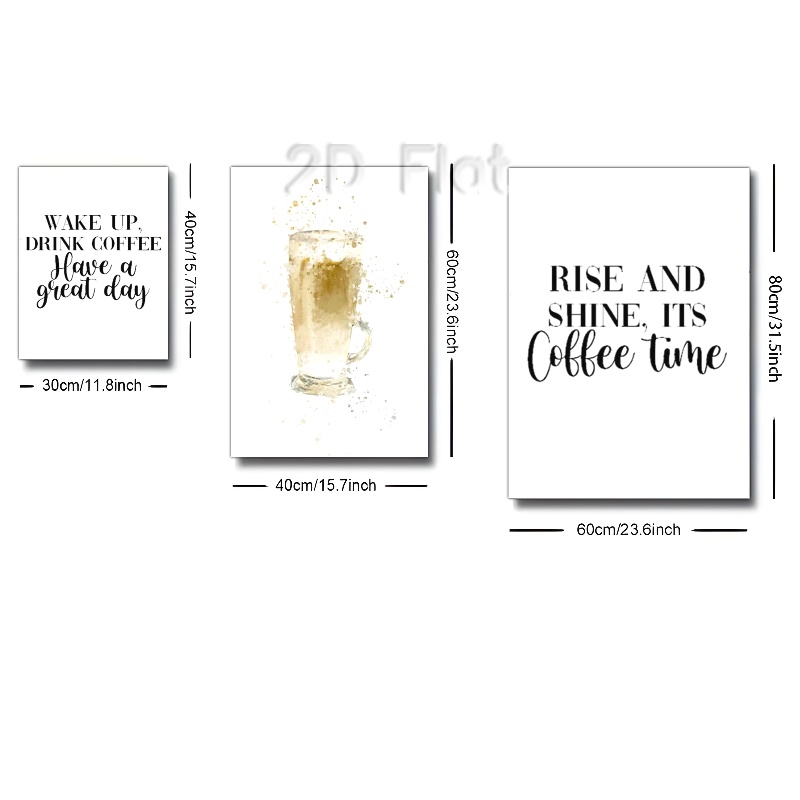 2D Flat
WAKE UP,
DRINK COFFEE
Have a
great day
40cm/15.7inch
30cm/11.8inch
60cm/23.6inch
40cm/15.7inch
RISE AND
SHINE, ITS
Coffee time
80cm/31.5inch
60cm/23.6inch